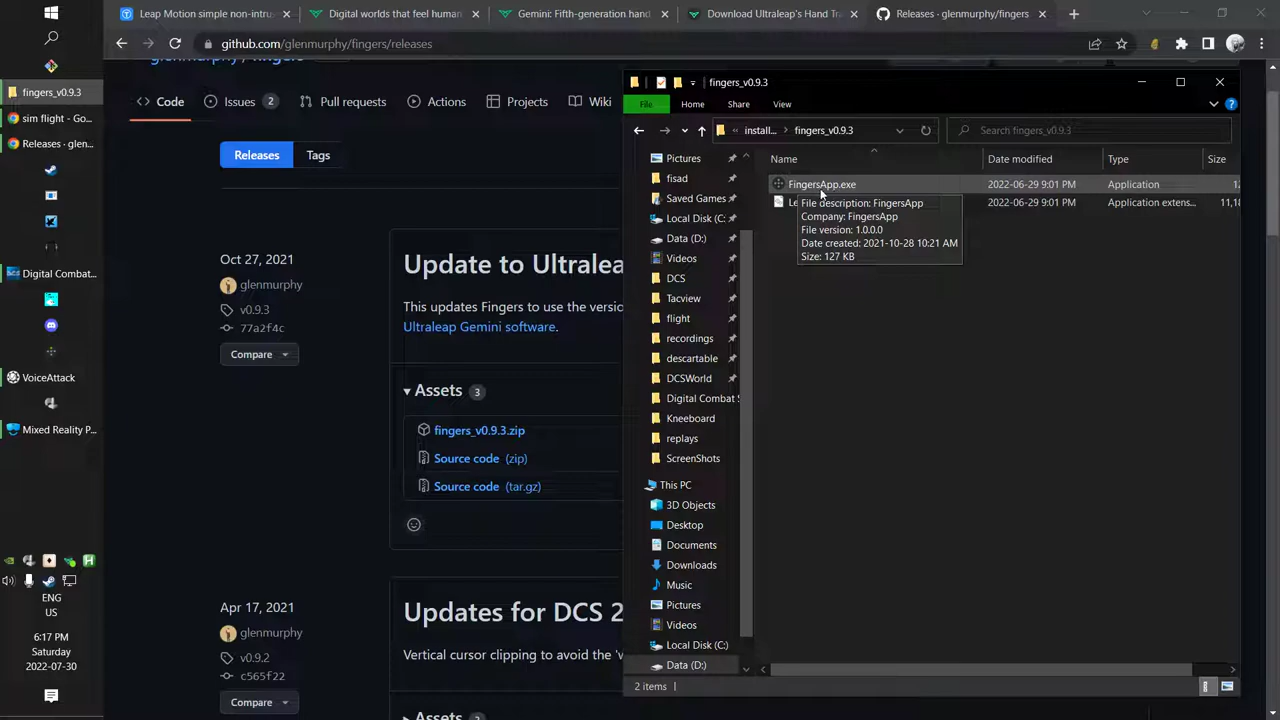 Leap Motion simple non-intrus
Digital worlds that feel human
Gemini: Fifth-generation hand
Download Ultraleap's Hand Tra
Releases · glenmurphy/fingers
github.com/glenmurphy/fingers/releases
Code
Issues 2
Pull requests
Actions
Projects
Wiki
Releases
Tags
Oct 27, 2021
glenmurphy
v0.9.3
77a2f4c
Compare
Update to Ultralea
This updates Fingers to use the versio
Ultraleap Gemini software.
Assets 3
fingers_v0.9.3.zip
Source code (zip)
Source code (tar.gz)
Apr 17, 2021
glenmurphy
v0.9.2
c565f22
Compare
Updates for DCS 2
Vertical cursor clipping to avoid the 'v
Assets
fingers_v0.9.3
File
Home
Share
View
install...
fingers_v0.9.3
Search fingers_v0.9.3
Name
Date modified
Type
Size
FingersApp.exe
2022-06-29 9:01 PM
Application
12
Le
2022-06-29 9:01 PM
Application extens...
11,18
File description: FingersApp
Company: FingersApp
File version: 1.0.0.0
Date created: 2021-10-28 10:21 AM
Size: 127 KB
Pictures
fisad
Saved Games
Local Disk (C:
Data (D:)
Videos
DCS
Tacview
flight
recordings
descartable
DCSWorld
Digital Combat S
Kneeboard
replays
ScreenShots
This PC
3D Objects
Desktop
Documents
Downloads
Music
Pictures
Videos
Local Disk (C:)
Data (D:)
2 items
fingers_v0.9.3
sim flight - Go...
Releases · glen...
Digital Combat...
VoiceAttack
Mixed Reality P...
ENG
US
6:17 PM
Saturday
2022-07-30